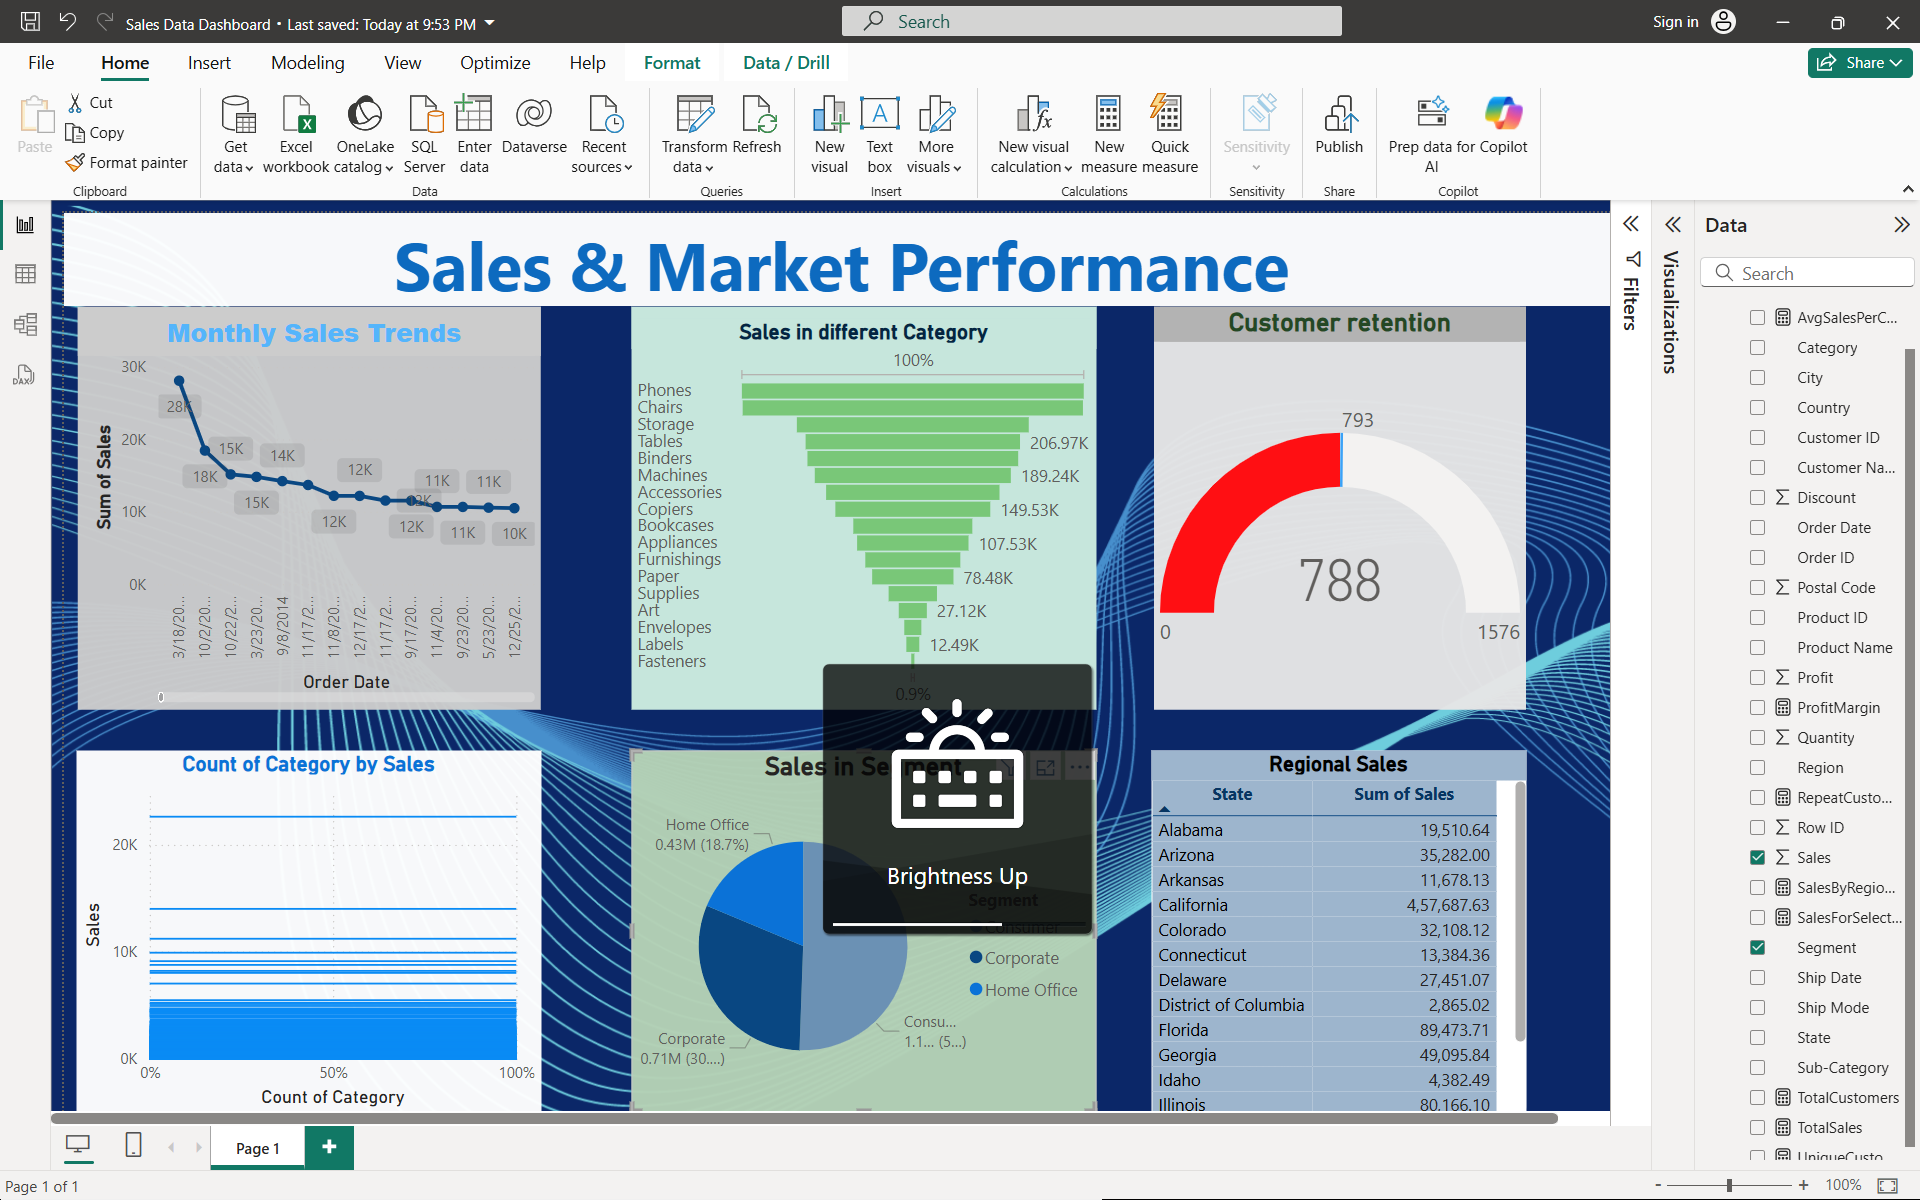 Sales Data Dashboard • Last saved: Today at 9:53 PM
Search
Sign in
File Home Insert Modeling View Optimize Help Format Data / Drill
Share
Paste
Cut
Copy
Format painter
Clipboard
Get data
Excel workbook
OneLake catalog
SQL Server
Enter data
Dataverse
Recent sources
Data
Transform data
Refresh
Queries
New visual
Text box
More visuals
Insert
New visual calculation
New measure
Quick measure
Calculations
Sensitivity
Sensitivity
Publish
Share
Prep data for AI
Copilot
Copilot
DAX
Sales & Market Performance
Monthly Sales Trends
Sum of Sales
30K
20K
10K
0K
28K
18K
15K
15K
14K
12K
12K
12K
12K
11K
11K
11K
10K
3/18/20...
10/2/20...
10/22/2...
3/23/20...
9/8/2014
11/17/2...
11/8/20...
12/17/2...
11/17/2...
9/17/20...
11/4/20...
9/23/20...
5/23/20...
12/25/2...
Order Date
Sales in different Category
100%
Phones
Chairs
Storage
Tables 206.97K
Binders
Machines 189.24K
Accessories
Copiers 149.53K
Bookcases
Appliances 107.53K
Furnishings
Paper 78.48K
Supplies
Art 27.12K
Envelopes
Labels 12.49K
Fasteners
0.9%
Customer retention
793
788
0
1576
Count of Category by Sales
Sales
20K
10K
0K
0% 50% 100%
Count of Category
Sales in Segment
Home Office
0.43M (18.7%)
Corporate
0.71M (30....)
Consu...
1.1... (5...)
Segment
Consumer
Corporate
Home Office
Brightness Up
Regional Sales
State Sum of Sales
Alabama 19,510.64
Arizona 35,282.00
Arkansas 11,678.13
California 4,57,687.63
Colorado 32,108.12
Connecticut 13,384.36
Delaware 27,451.07
District of Columbia 2,865.02
Florida 89,473.71
Georgia 49,095.84
Idaho 4,382.49
Illinois 80,166.10
Filters
Visualizations
Data
Search
AvgSalesPerC...
Category
City
Country
Customer ID
Customer Na...
Discount
Order Date
Order ID
Postal Code
Product ID
Product Name
Profit
ProfitMargin
Quantity
Region
RepeatCusto...
Row ID
Sales
SalesByRegio...
SalesForSelect...
Segment
Ship Date
Ship Mode
State
Sub-Category
TotalCustomers
TotalSales
UniqueCusto...
Page 1
Page 1 of 1
100%